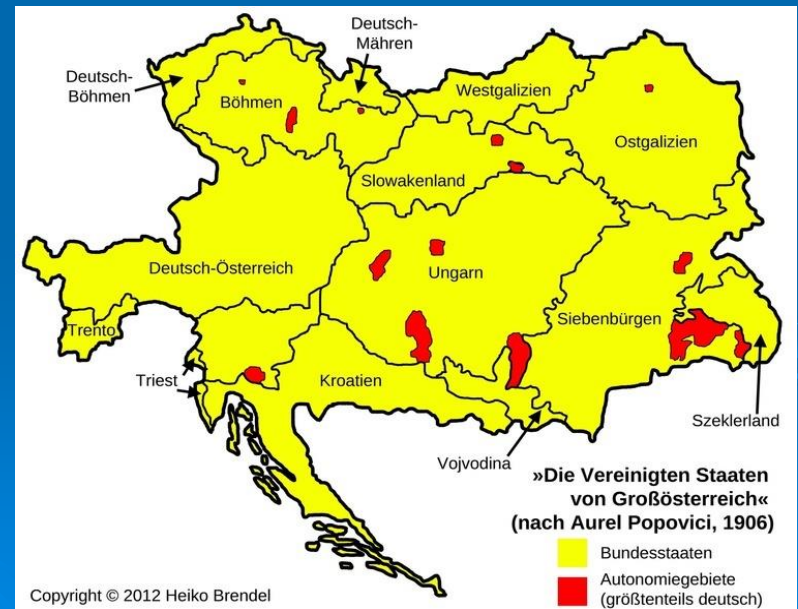 Deutsch-
Mähren
Deutsch-
Böhmen
Böhmen
Westgalizien
Ostgalizien
Slowakenland
Deutsch-Österreich
Ungarn
Siebenbürgen
Trento
Triest
Kroatien
Szeklerland
Vojvodina
»Die Vereinigten Staaten
von Großösterreich«
(nach Aurel Popovici, 1906)
Bundesstaaten
Autonomiegebiete
(größtenteils deutsch)
Copyright © 2012 Heiko Brendel